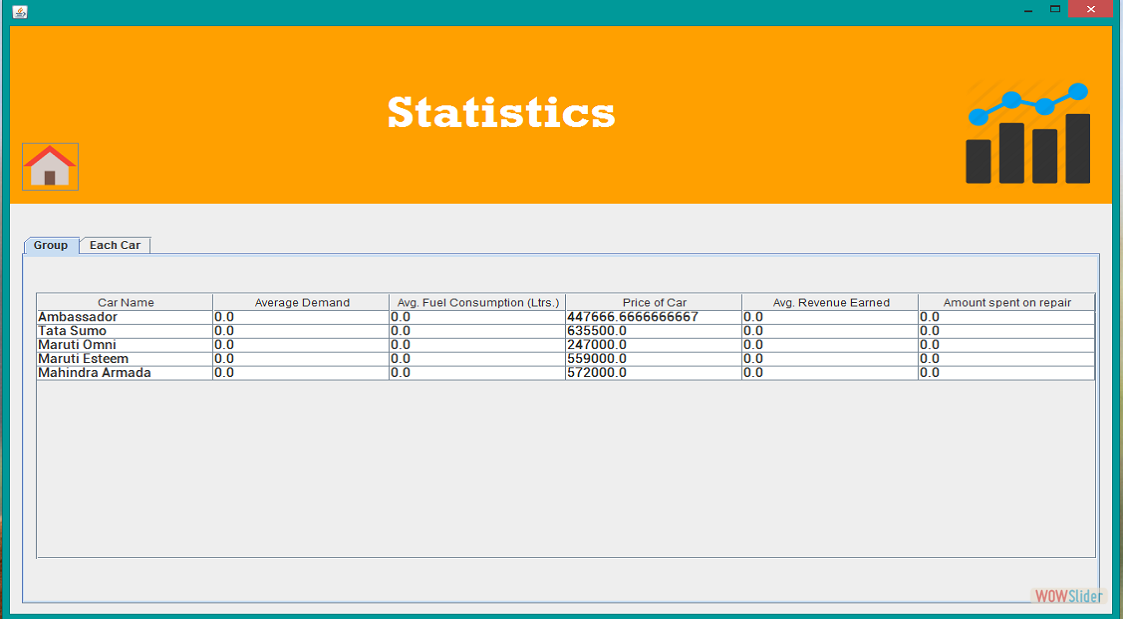 Statistics
Group Each Car
Car Name Average Demand Avg. Fuel Consumption (Ltrs.) Price of Car Avg. Revenue Earned Amount spent on repair
Ambassador 0.0 0.0 447666.6666666667 0.0 0.0
Tata Sumo 0.0 0.0 635500.0 0.0 0.0
Maruti Omni 0.0 0.0 247000.0 0.0 0.0
Maruti Esteem 0.0 0.0 559000.0 0.0 0.0
Mahindra Armada 0.0 0.0 572000.0 0.0 0.0
WOWSlider